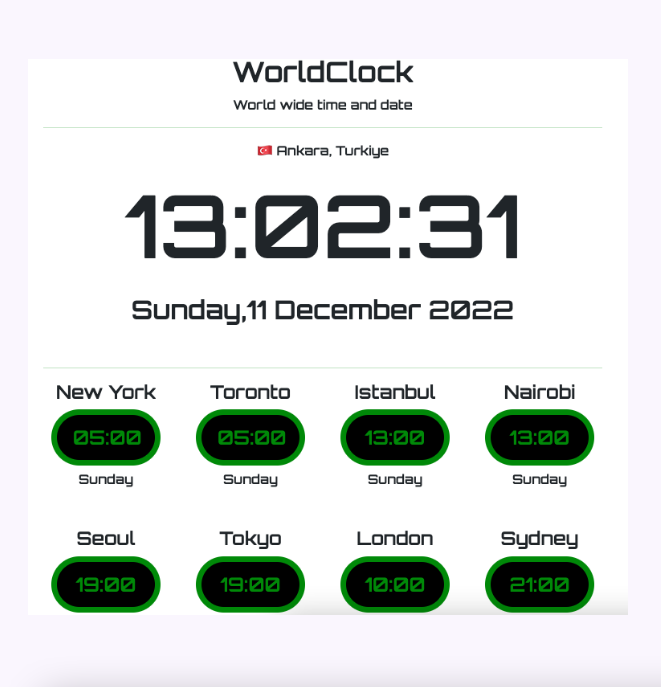 WorldClock
World wide time and date
Ankara, Turkiye
13:02:31
Sunday,11 December 2022
New York Toronto Istanbul Nairobi
05:00 05:00 13:00 13:00
Sunday Sunday Sunday Sunday
Seoul Tokyo London Sydney
19:00 19:00 10:00 21:00